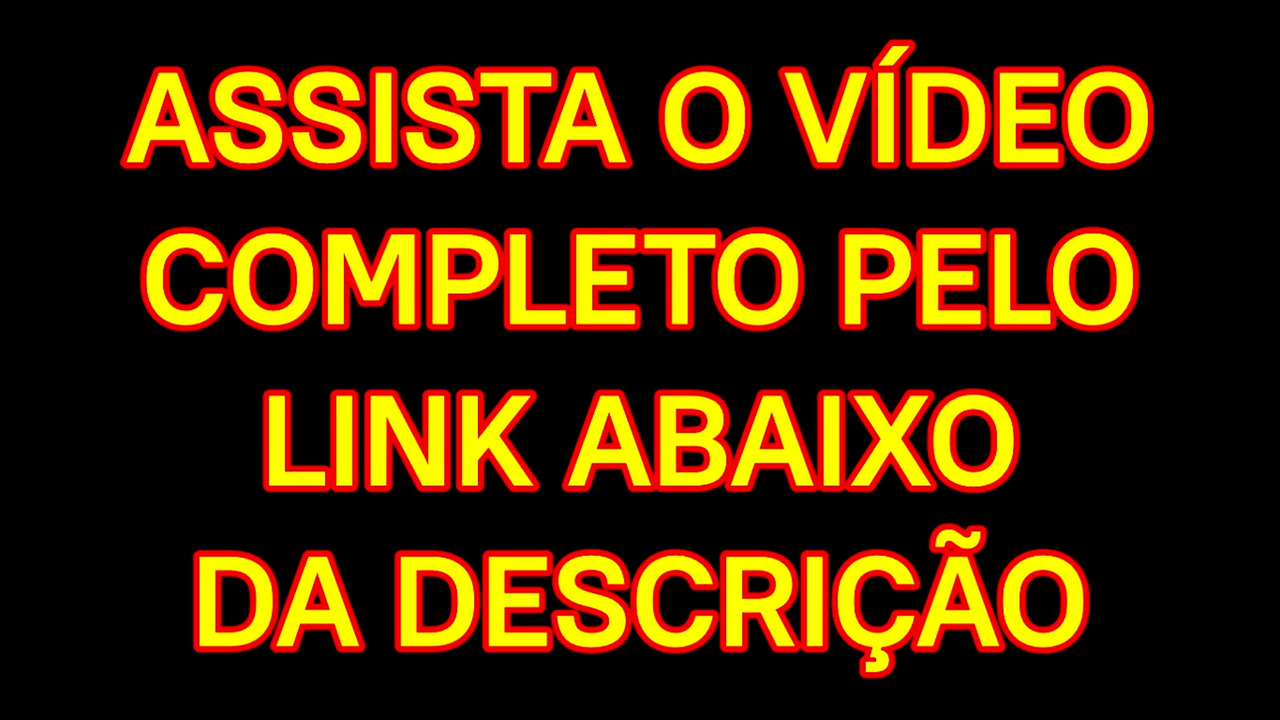 ASSISTA O VÍDEO
COMPLETO PELO
LINK ABAIXO
DA DESCRIÇÃO